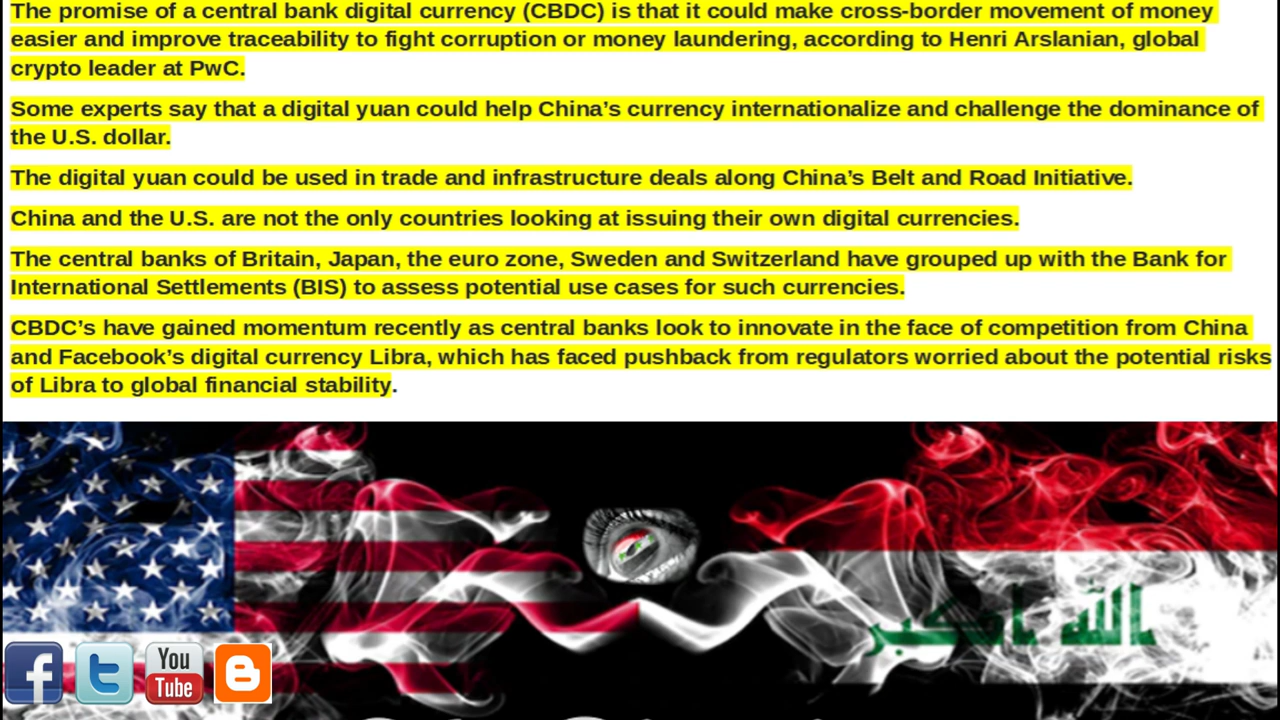 The promise of a central bank digital currency (CBDC) is that it could make cross-border movement of money
easier and improve traceability to fight corruption or money laundering, according to Henri Arslanian, global
crypto leader at PwC.
Some experts say that a digital yuan could help China’s currency internationalize and challenge the dominance of
the U.S. dollar.
The digital yuan could be used in trade and infrastructure deals along China’s Belt and Road Initiative.
China and the U.S. are not the only countries looking at issuing their own digital currencies.
The central banks of Britain, Japan, the euro zone, Sweden and Switzerland have grouped up with the Bank for
International Settlements (BIS) to assess potential use cases for such currencies.
CBDC’s have gained momentum recently as central banks look to innovate in the face of competition from China
and Facebook’s digital currency Libra, which has faced pushback from regulators worried about the potential risks
of Libra to global financial stability.
الله اكبر
You
Tube